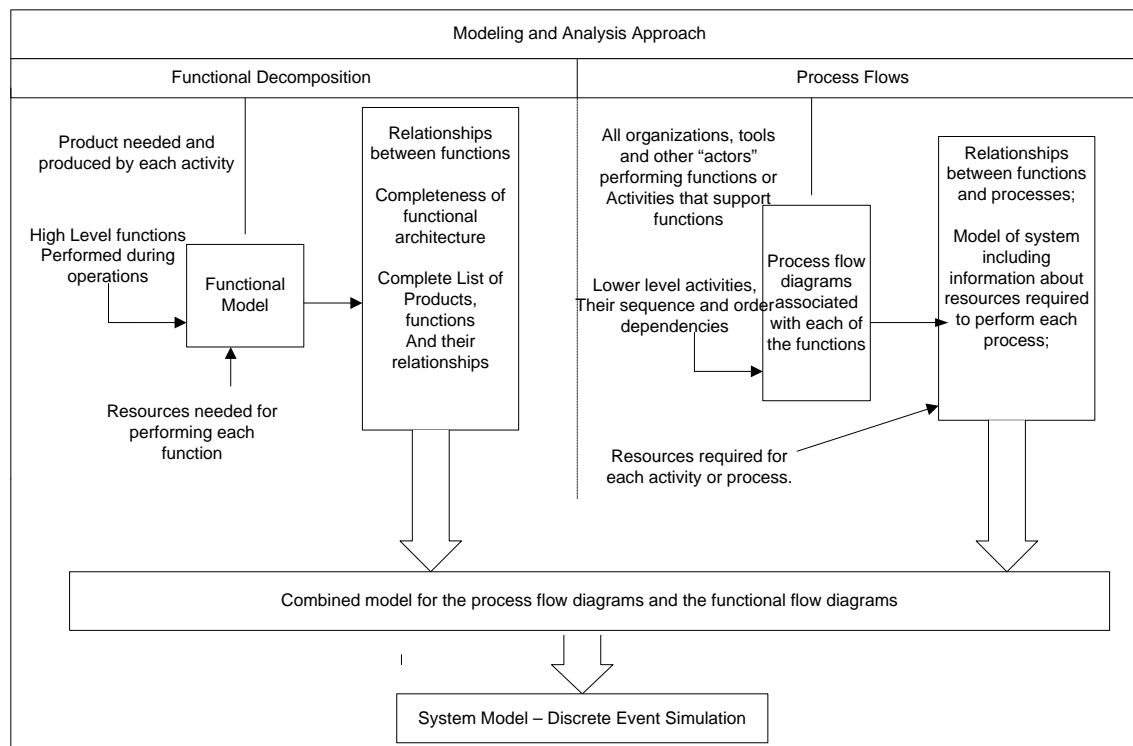 Modeling and Analysis Approach
Functional Decomposition
Process Flows
Product needed and
produced by each activity
High Level functions
Performed during
operations
Functional
Model
Resources needed for
performing each
function
Relationships
between functions
Completeness of
functional
architecture
Complete List of
Products,
functions
And their
relationships
All organizations, tools
and other “actors”
performing functions or
Activities that support
functions
Lower level activities,
Their sequence and order
dependencies
Process flow
diagrams
associated
with each of
the functions
Relationships
between functions
and processes;
Model of system
including
information about
resources required
to perform each
process;
Resources required for
each activity or process.
Combined model for the process flow diagrams and the functional flow diagrams
System Model – Discrete Event Simulation